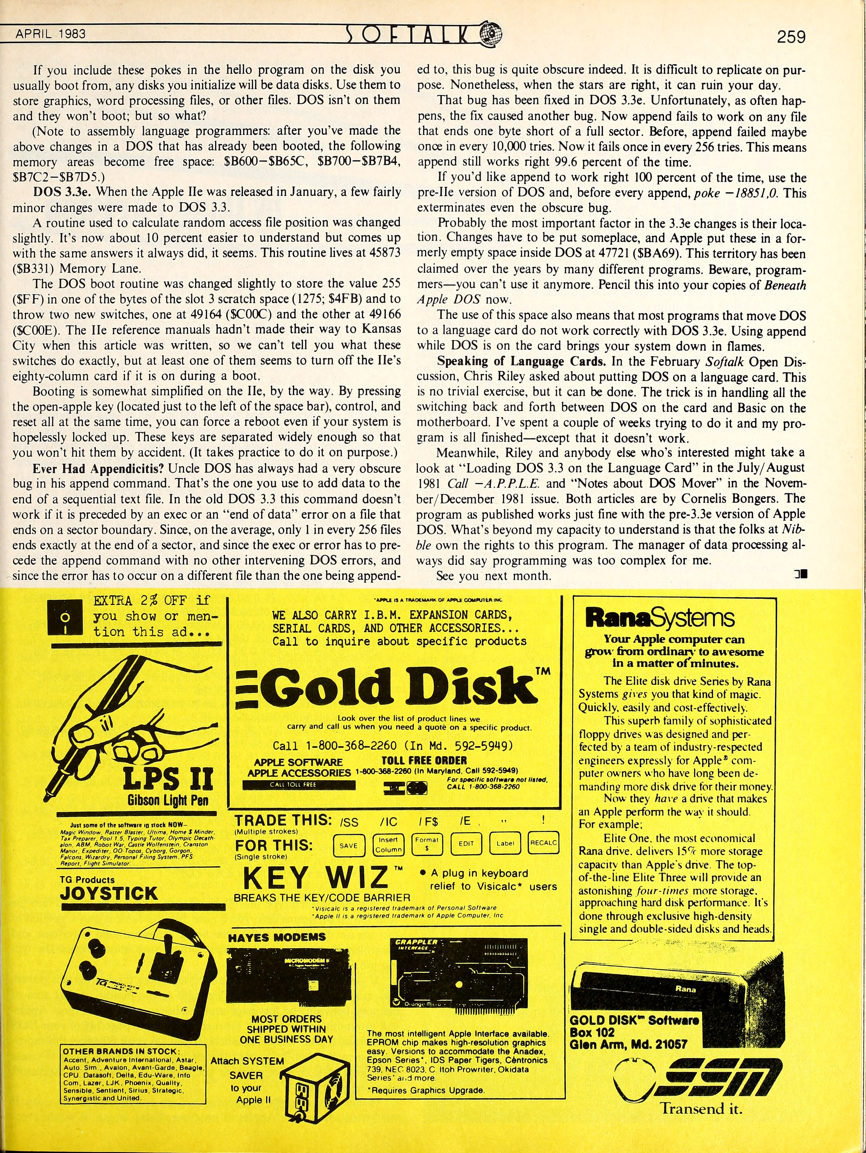 APRIL 1983
SOFTALK
259
If you include these pokes in the hello program on the disk you
usually boot from, any disks you initialize will be data disks. Use them to
store graphics, word processing files, or other files. DOS isn't on them
and they won't boot; but so what?
(Note to assembly language programmers: after you've made the
above changes in a DOS that has already been booted, the following
memory areas become free space: $B600–$B65C, $B700–$B7B4,
$B7C2–$B7D5.)
DOS 3.3e. When the Apple IIe was released in January, a few fairly
minor changes were made to DOS 3.3.
A routine used to calculate random access file position was changed
slightly. It's now about 10 percent easier to understand but comes up
with the same answers it always did, it seems. This routine lives at 45873
($B331) Memory Lane.
The DOS boot routine was changed slightly to store the value 255
($FF) in one of the bytes of the slot 3 scratch space (1275; $4FB) and to
throw two new switches, one at 49164 ($C00C) and the other at 49166
($C00E). The IIe reference manuals hadn't made their way to Kansas
City when this article was written, so we can't tell you what these
switches do exactly, but at least one of them seems to turn off the IIe's
eighty-column card if it is on during a boot.
Booting is somewhat simplified on the IIe, by the way. By pressing
the open-apple key (located just to the left of the space bar), control, and
reset all at the same time, you can force a reboot even if your system is
hopelessly locked up. These keys are separated widely enough so that
you won't hit them by accident. (It takes practice to do it on purpose.)
Ever Had Appendicitis? Uncle DOS has always had a very obscure
bug in his append command. That's the one you use to add data to the
end of a sequential text file. In the old DOS 3.3 this command doesn't
work if it is preceded by an exec or an "end of data" error on a file that
ends on a sector boundary. Since, on the average, only 1 in every 256 files
ends exactly at the end of a sector, and since the exec or error has to pre-
cede the append command with no other intervening DOS errors, and
since the error has to occur on a different file than the one being append-
ed to, this bug is quite obscure indeed. It is difficult to replicate on pur-
pose. Nonetheless, when the stars are right, it can ruin your day.
That bug has been fixed in DOS 3.3e. Unfortunately, as often hap-
pens, the fix caused another bug. Now append fails to work on any file
that ends one byte short of a full sector. Before, append failed maybe
once in every 10,000 tries. Now it fails once in every 256 tries. This means
append still works right 99.6 percent of the time.
If you'd like append to work right 100 percent of the time, use the
pre-IIe version of DOS and, before every append, poke –18851,0. This
exterminates even the obscure bug.
Probably the most important factor in the 3.3e changes is their loca-
tion. Changes have to be put someplace, and Apple put these in a for-
merly empty space inside DOS at 47721 ($BA69). This territory has been
claimed over the years by many different programs. Beware, program-
mers—you can't use it anymore. Pencil this into your copies of Beneath
Apple DOS now.
The use of this space also means that most programs that move DOS
to a language card do not work correctly with DOS 3.3e. Using append
while DOS is on the card brings your system down in flames.
Speaking of Language Cards. In the February Softalk Open Dis-
cussion, Chris Riley asked about putting DOS on a language card. This
is no trivial exercise, but it can be done. The trick is in handling all the
switching back and forth between DOS on the card and Basic on the
motherboard. I've spent a couple of weeks trying to do it and my pro-
gram is all finished—except that it doesn't work.
Meanwhile, Riley and anybody else who's interested might take a
look at "Loading DOS 3.3 on the Language Card" in the July/August
1981 Call –A.P.P.L.E. and "Notes about DOS Mover" in the Novem-
ber/December 1981 issue. Both articles are by Cornelis Bongers. The
program as published works just fine with the pre-3.3e version of Apple
DOS. What's beyond my capacity to understand is that the folks at Nib-
ble own the rights to this program. The manager of data processing al-
ways did say programming was too complex for me.
See you next month.
EXTRA 2% OFF if
you show or men-
tion this ad...
LPS II
Gibson Light Pen
Just some of the software in stock NOW—
Magic Window, Raster Blaster, Ultima, Home $ Minder,
Tax Preparer, Pool 1.5, Typing Tutor, Olympic Decath-
alon, ABM, Robot War, Castle Wolfenstein, Cranston
Manor, Expediter, OO Topos, Cyborg, Gorgon,
Falcons, Wizardry, Personal Filing System, PFS
Report, Flight Simulator.
TG Products
JOYSTICK
TG
OTHER BRANDS IN STOCK:
Accent, Adventure International, Astar,
Auto. Sim., Avalon, Avant-Garde, Beagle,
CPU. Datasoft, Delta, Edu-Ware, Info
Com, Lazer, LJK, Phoenix, Quality,
Sensible, Sentient, Sirius, Strategic,
Synergistic and United.
*APPLE IS A TRADEMARK OF APPLE COMPUTER INC.
WE ALSO CARRY I.B.M. EXPANSION CARDS,
SERIAL CARDS, AND OTHER ACCESSORIES...
Call to inquire about specific products
Gold Disk™
Look over the list of product lines we
carry and call us when you need a quote on a specific product.
Call 1-800-368-2260 (In Md. 592-5949)
APPLE SOFTWARE TOLL FREE ORDER
APPLE ACCESSORIES 1-800-368-2260 (In Maryland, Call 592-5949)
CALL TOLL FREE
For specific software not listed,
CALL 1-800-368-2260
TRADE THIS: /SS /IC /F$ /E . " !
(Multiple strokes)
FOR THIS: SAVE Insert Column Format $ EDIT Label RECALC
(Single stroke)
KEY WIZ™
BREAKS THE KEY/CODE BARRIER
• A plug in keyboard
relief to Visicalc* users
*Visicalc is a registered trademark of Personal Software
*Apple II is a registered trademark of Apple Computer, Inc
HAYES MODEMS
MICROMODEM II
MOST ORDERS
SHIPPED WITHIN
ONE BUSINESS DAY
Attach SYSTEM
SAVER
to your
Apple II
GRAPPLER
INTERFACE
The most intelligent Apple Interface available.
EPROM chip makes high-resolution graphics
easy. Versions to accommodate the Anadex,
Epson Series*, IDS Paper Tigers, Centronics
739, NEC 8023, C. Itoh Prowriter, Okidata
Series* and more.
*Requires Graphics Upgrade.
RanaSystems
Your Apple computer can
grow from ordinary to awesome
in a matter of minutes.
The Elite disk drive Series by Rana
Systems gives you that kind of magic.
Quickly, easily and cost-effectively.
This superb family of sophisticated
floppy drives was designed and per-
fected by a team of industry-respected
engineers expressly for Apple® com-
puter owners who have long been de-
manding more disk drive for their money.
Now they have a drive that makes
an Apple perform the way it should.
For example;
Elite One, the most economical
Rana drive, delivers 15% more storage
capacity than Apple's drive. The top-
of-the-line Elite Three will provide an
astonishing four-times more storage,
approaching hard disk performance. It's
done through exclusive high-density
single and double-sided disks and heads.
Rana
GOLD DISK™ Software
Box 102
Glen Arm, Md. 21057
SSM
Transend it.